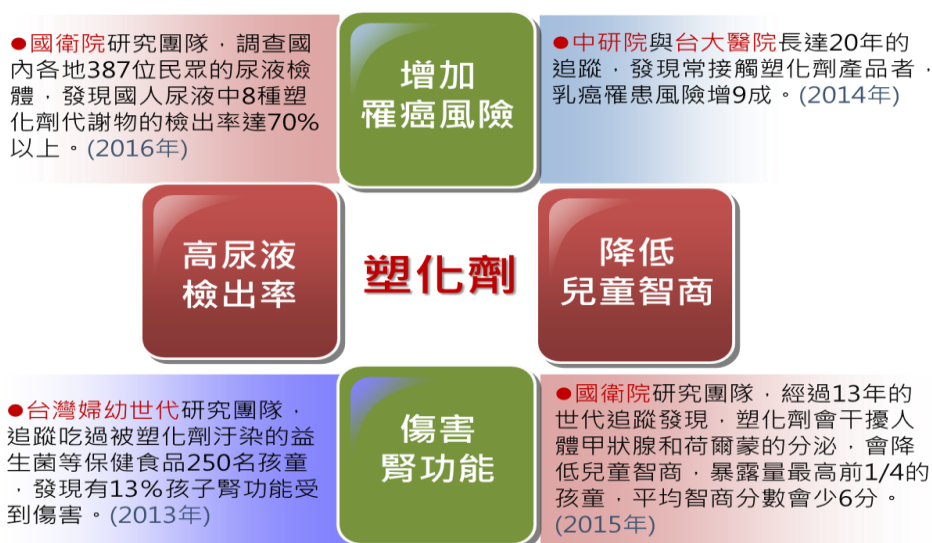 ●國衛院研究團隊，調查國
內各地387位民眾的尿液檢
體，發現國人尿液中8種塑
化劑代謝物的檢出率達70%
以上。(2016年)
增加
罹癌風險
●中研院與台大醫院長達20年的
追蹤，發現常接觸塑化劑產品者，
乳癌罹患風險增9成。(2014年)
高尿液
檢出率
塑化劑
降低
兒童智商
●台灣婦幼世代研究團隊，
追蹤吃過被塑化劑汙染的益
生菌等保健食品250名孩童
，發現有13%孩子腎功能受
到傷害。(2013年)
傷害
腎功能
●國衛院研究團隊，經過13年的
世代追蹤發現，塑化劑會干擾人
體甲狀腺和荷爾蒙的分泌，會降
低兒童智商，暴露量最高前1/4的
孩童，平均智商分數會少6分。
(2015年)